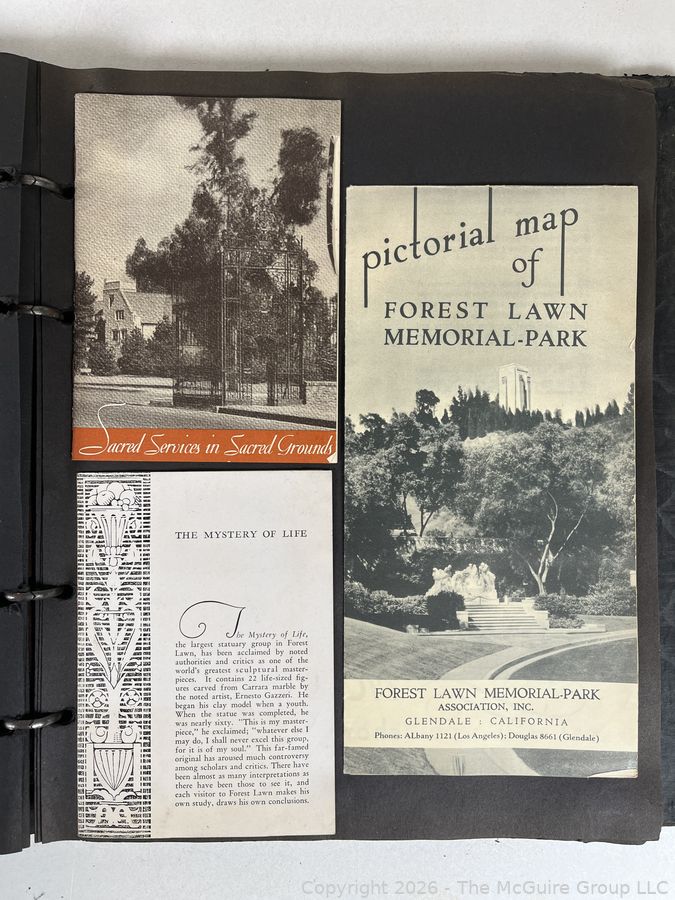 Sacred Services in Sacred Grounds
pictorial map
of
FOREST LAWN
MEMORIAL-PARK
FOREST LAWN MEMORIAL-PARK
ASSOCIATION, INC.
GLENDALE : CALIFORNIA
Phones: ALbany 1121 (Los Angeles); Douglas 8661 (Glendale)
THE MYSTERY OF LIFE
The Mystery of Life,
the largest statuary group in Forest
Lawn, has been acclaimed by noted
authorities and critics as one of the
world's greatest sculptural master-
pieces. It contains 22 life-sized fig-
ures carved from Carrara marble by
the noted artist, Ernesto Gazzeri. He
began his clay model when a youth.
When the statue was completed, he
was nearly sixty. "This is my master-
piece," he exclaimed; "whatever else I
may do, I shall never excel this group,
for it is of my soul." This far-famed
original has aroused much controversy
among scholars and critics. There have
been almost as many interpretations as
there have been those to see it, and
each visitor to Forest Lawn makes his
own study, draws his own conclusions.
Copyright 2026 - The McGuire Group LLC